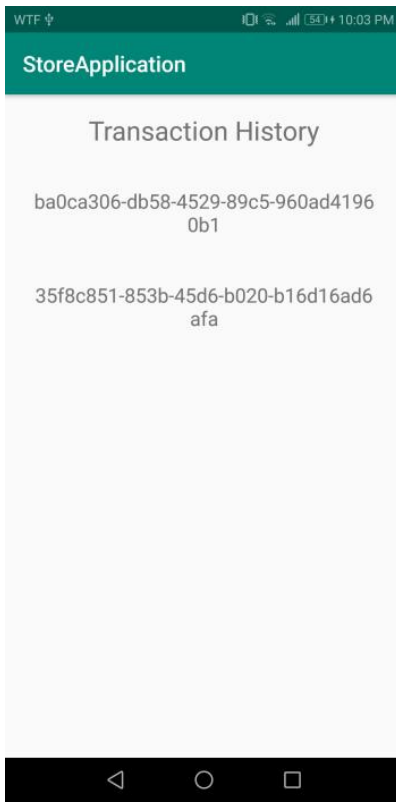 WTF 54 10:03 PM
StoreApplication
Transaction History
ba0ca306-db58-4529-89c5-960ad4196
0b1
35f8c851-853b-45d6-b020-b16d16ad6
afa